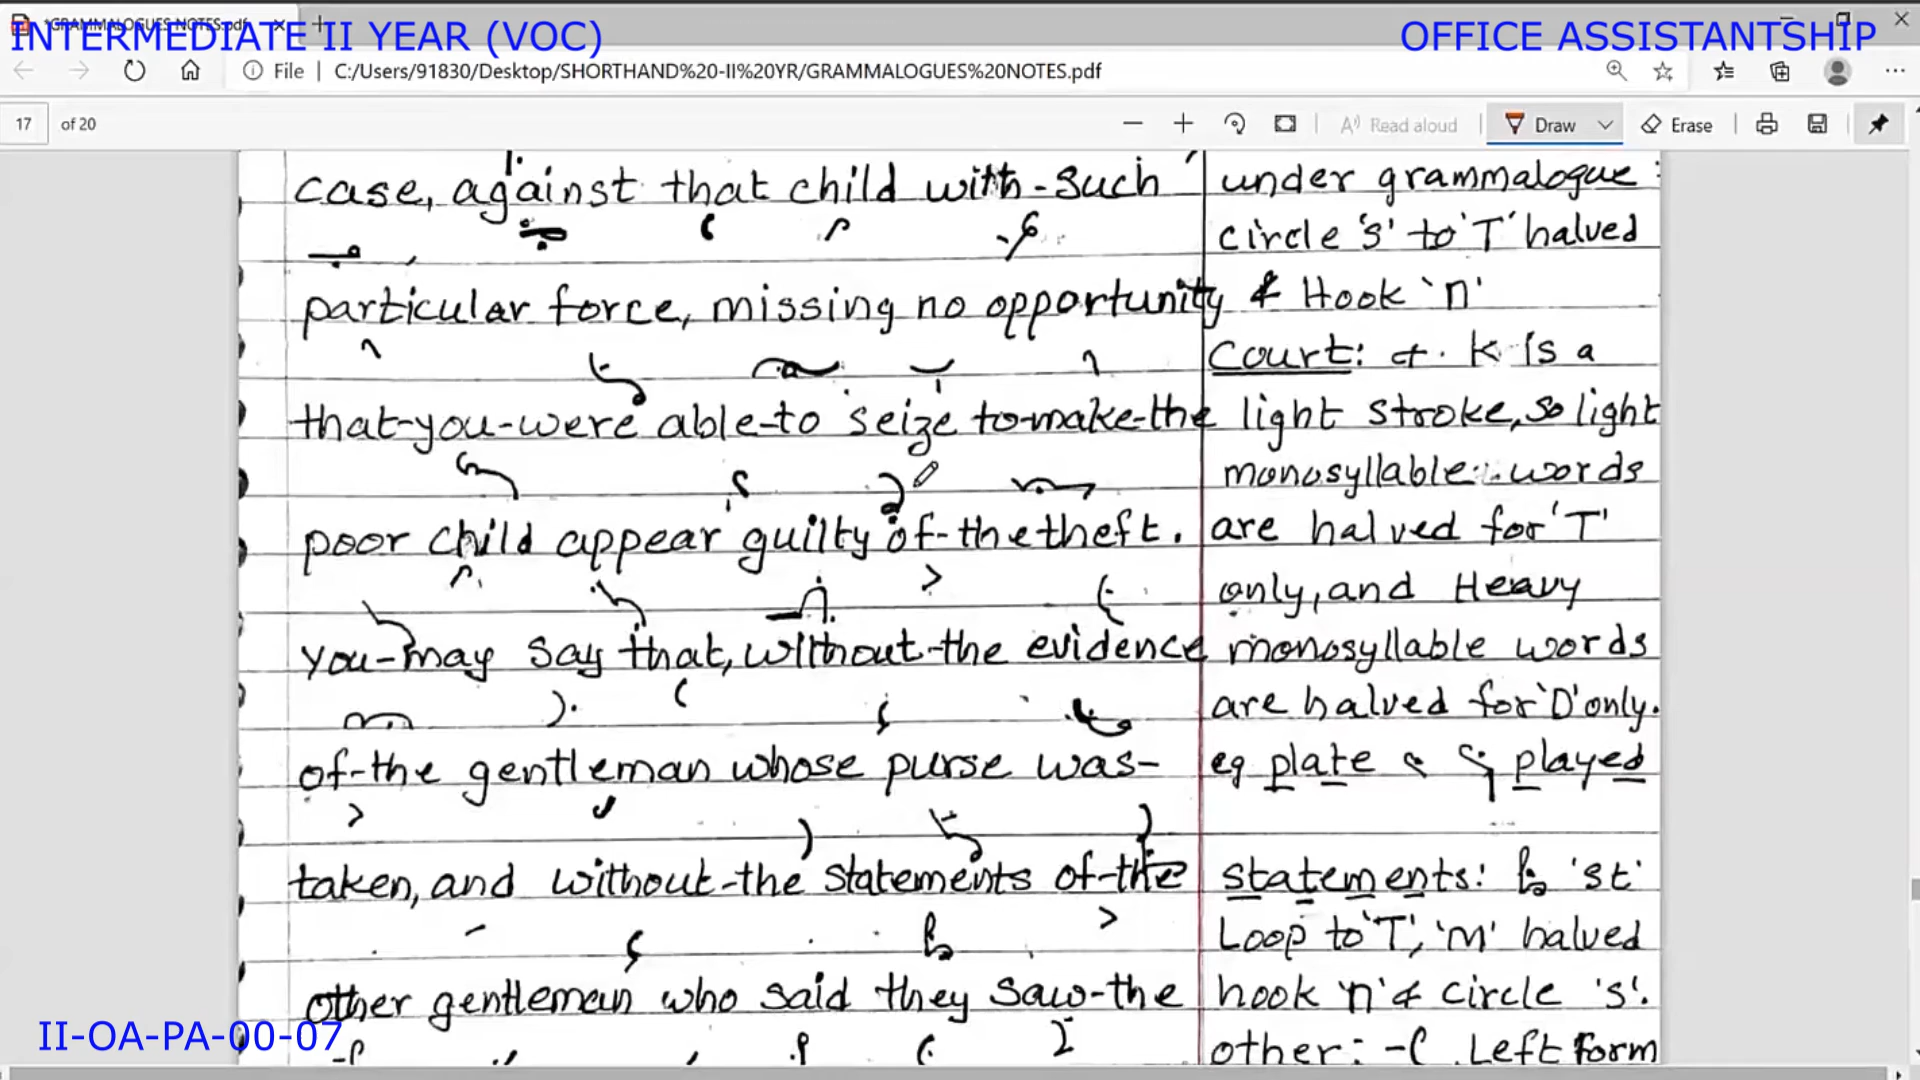 *GRAMMALOGUES NOTES.pdf
INTERMEDIATE II YEAR (VOC)
OFFICE ASSISTANTSHIP
File | C:/Users/91830/Desktop/SHORTHAND%20-II%20YR/GRAMMALOGUES%20NOTES.pdf
17 of 20
Read aloud
Draw
Erase
case, against that child with-such
particular force, missing no opportunity
that-you-were able-to seize to-make-the
poor child appear guilty of-the theft.
you-may say that, without-the evidence
of-the gentleman whose purse was-
taken, and without-the statements of-the
other gentleman who said they saw-the
under grammalogue:
circle 's' to 'T' halved
& Hook 'n'
Court: K is a
light stroke, so light
monosyllable words
are halved for 'T'
only, and Heavy
monosyllable words
are halved for 'D' only.
eg plate & played
statements: 'st'
Loop to 'T', 'M' halved
hook 'n' & circle 's'.
other: Left form
II-OA-PA-00-07